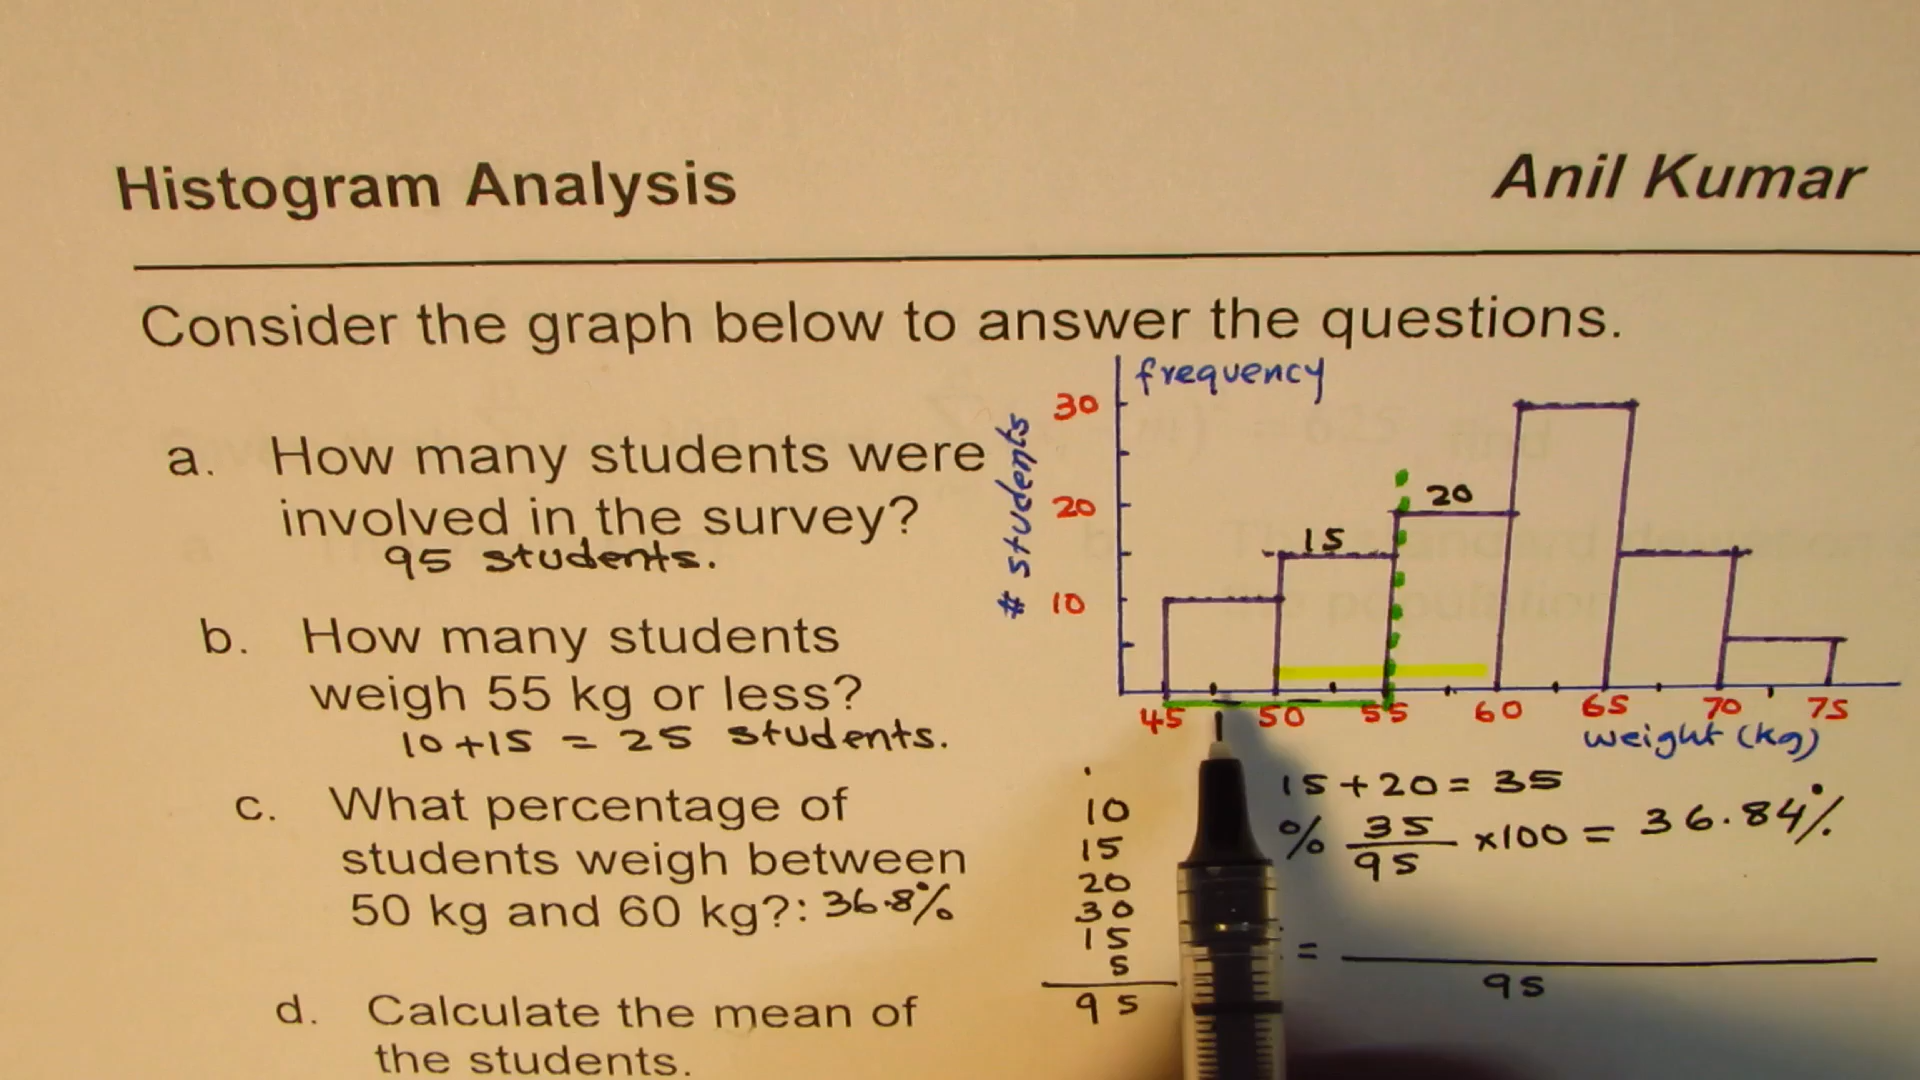 Histogram Analysis
Anil Kumar
Consider the graph below to answer the questions.
a. How many students were
involved in the survey?
95 students.
b. How many students
weigh 55 kg or less?
10 + 15 = 25 students.
c. What percentage of
students weigh between
50 kg and 60 kg?: 36.8%
d. Calculate the mean of
the students.
frequency
# students
30
20
10
15
20
45 50 55 60 65 70 75
weight (kg)
10
15
20
30
15
5
95
15 + 20 = 35
% 35
95
x100 = 36.84%
=
95